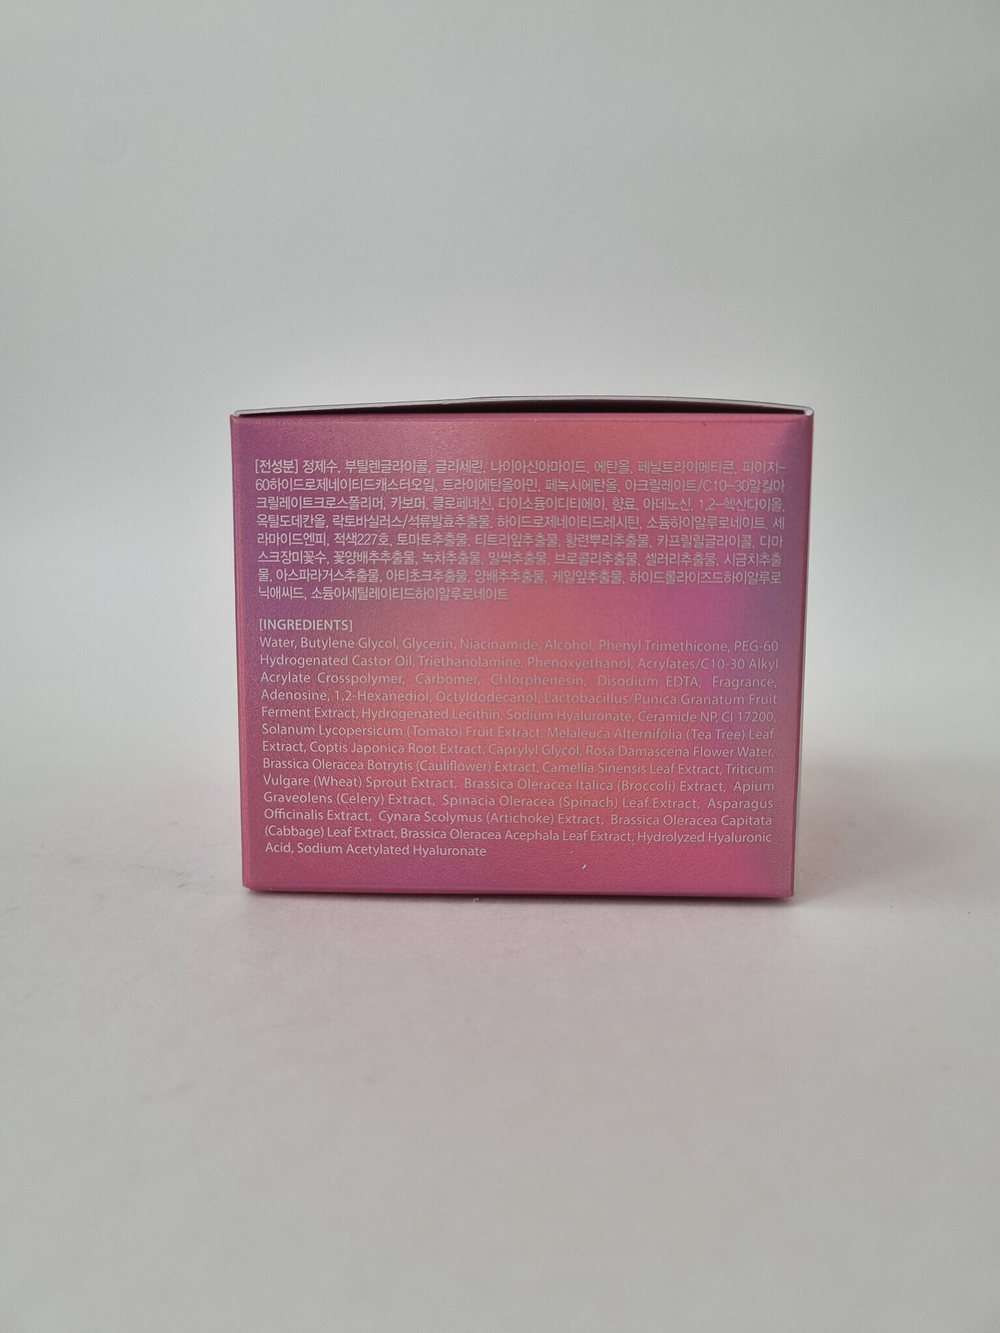 [전성분] 정제수, 부틸렌글라이콜, 글리세린, 나이아신아마이드, 에탄올, 페닐트라이메티콘, 피이지-
60하이드로제네이티드캐스터오일, 트라이에탄올아민, 페녹시에탄올, 아크릴레이트/C10-30알킬아
크릴레이트크로스폴리머, 카보머, 클로페네신, 다이소듐이디티에이, 향료, 아데노신, 1,2-헥산다이올,
옥틸도데칸올, 락토바실러스/석류발효추출물, 하이드로제네이티드레시틴, 소듐하이알루로네이트, 세
라마이드엔피, 적색227호, 토마토추출물, 티트리잎추출물, 황련뿌리추출물, 카프릴릴글라이콜, 다마
스크장미꽃수, 꽃양배추추출물, 녹차추출물, 밀싹추출물, 브로콜리추출물, 셀러리추출물, 시금치추출
물, 아스파라거스추출물, 아티초크추출물, 양배추추출물, 케일잎추출물, 하이드롤라이즈드하이알루로
닉애씨드, 소듐아세틸레이티드하이알루로네이트
[INGREDIENTS]
Water, Butylene Glycol, Glycerin, Niacinamide, Alcohol, Phenyl Trimethicone, PEG-60
Hydrogenated Castor Oil, Triethanolamine, Phenoxyethanol, Acrylates/C10-30 Alkyl
Acrylate Crosspolymer, Carbomer, Chlorphenesin, Disodium EDTA, Fragrance,
Adenosine, 1,2-Hexanediol, Octyldodecanol, Lactobacillus/Punica Granatum Fruit
Ferment Extract, Hydrogenated Lecithin, Sodium Hyaluronate, Ceramide NP, CI 17200,
Solanum Lycopersicum (Tomato) Fruit Extract, Melaleuca Alternifolia (Tea Tree) Leaf
Extract, Coptis Japonica Root Extract, Caprylyl Glycol, Rosa Damascena Flower Water,
Brassica Oleracea Botrytis (Cauliflower) Extract, Camellia Sinensis Leaf Extract, Triticum
Vulgare (Wheat) Sprout Extract, Brassica Oleracea Italica (Broccoli) Extract, Apium
Graveolens (Celery) Extract, Spinacia Oleracea (Spinach) Leaf Extract, Asparagus
Officinalis Extract, Cynara Scolymus (Artichoke) Extract, Brassica Oleracea Capitata
(Cabbage) Leaf Extract, Brassica Oleracea Acephala Leaf Extract, Hydrolyzed Hyaluronic
Acid, Sodium Acetylated Hyaluronate